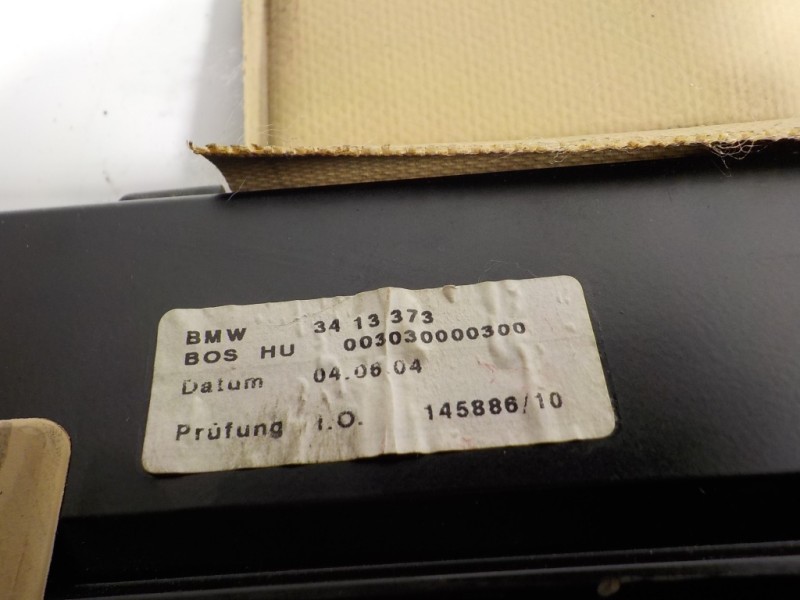 BMW 34 13 373
BOS HU 003030000300
Datum 04.06.04
Prüfung i.O. 145886/10